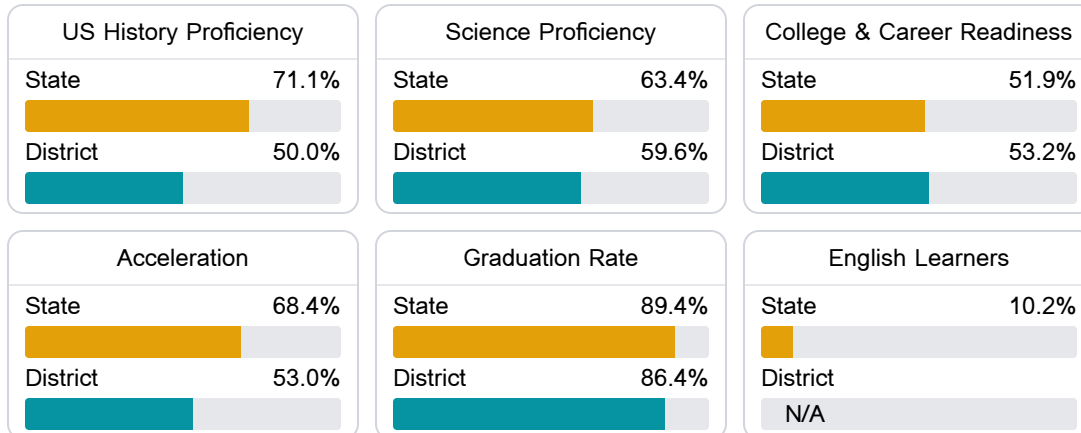 US History Proficiency
State 71.1%
District 50.0%
Science Proficiency
State 63.4%
District 59.6%
College & Career Readiness
State 51.9%
District 53.2%
Acceleration
State 68.4%
District 53.0%
Graduation Rate
State 89.4%
District 86.4%
English Learners
State 10.2%
District
N/A